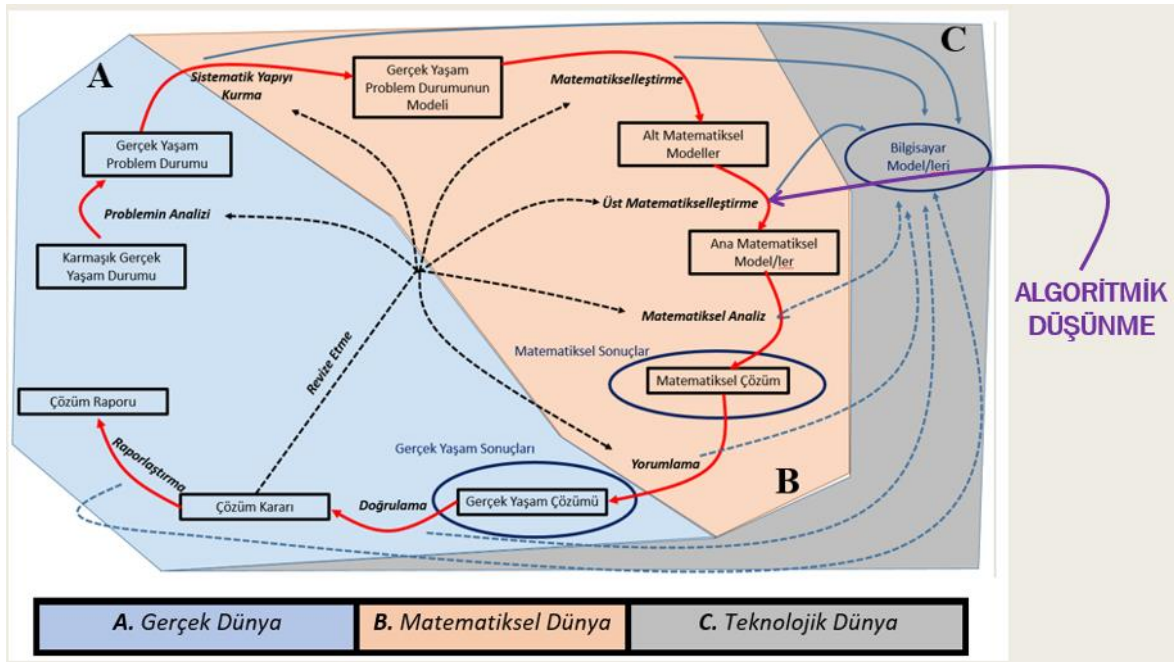 A
C
Sistematik Yapıyı
Kurma
Gerçek Yaşam
Problem Durumunun
Modeli
Matematikselleştirme
Gerçek Yaşam
Problem Durumu
Alt Matematiksel
Modeller
Bilgisayar
Model/leri
Problemin Analizi
Üst Matematikselleştirme
Karmaşık Gerçek
Yaşam Durumu
Ana Matematiksel
Model/ler
ALGORİTMİK
DÜŞÜNME
Matematiksel Analiz
Matematiksel Sonuçlar
Matematiksel Çözüm
Revize Etme
Çözüm Raporu
Raporlaştırma
Gerçek Yaşam Sonuçları
Yorumlama
B
Çözüm Kararı
Doğrulama
Gerçek Yaşam Çözümü
A. Gerçek Dünya
B. Matematiksel Dünya
C. Teknolojik Dünya